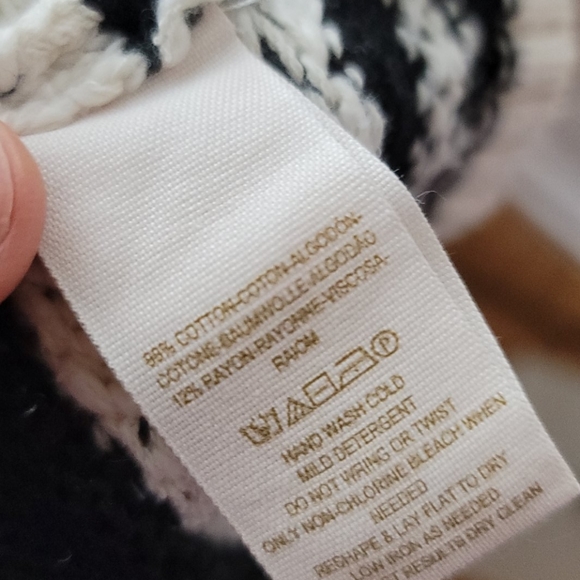 98% COTTON-COTON-ALGODÓN-
COTONE-BAUMWOLLE-ALGODÃO
12% RAYON-RAYONNE-VISCOSA-
RAIOM
HAND WASH COLD
MILD DETERGENT
DO NOT WRING OR TWIST
ONLY NON-CHLORINE BLEACH WHEN
NEEDED
RESHAPE & LAY FLAT TO DRY
LOW IRON AS NEEDED
RESULTS DRY CLEAN